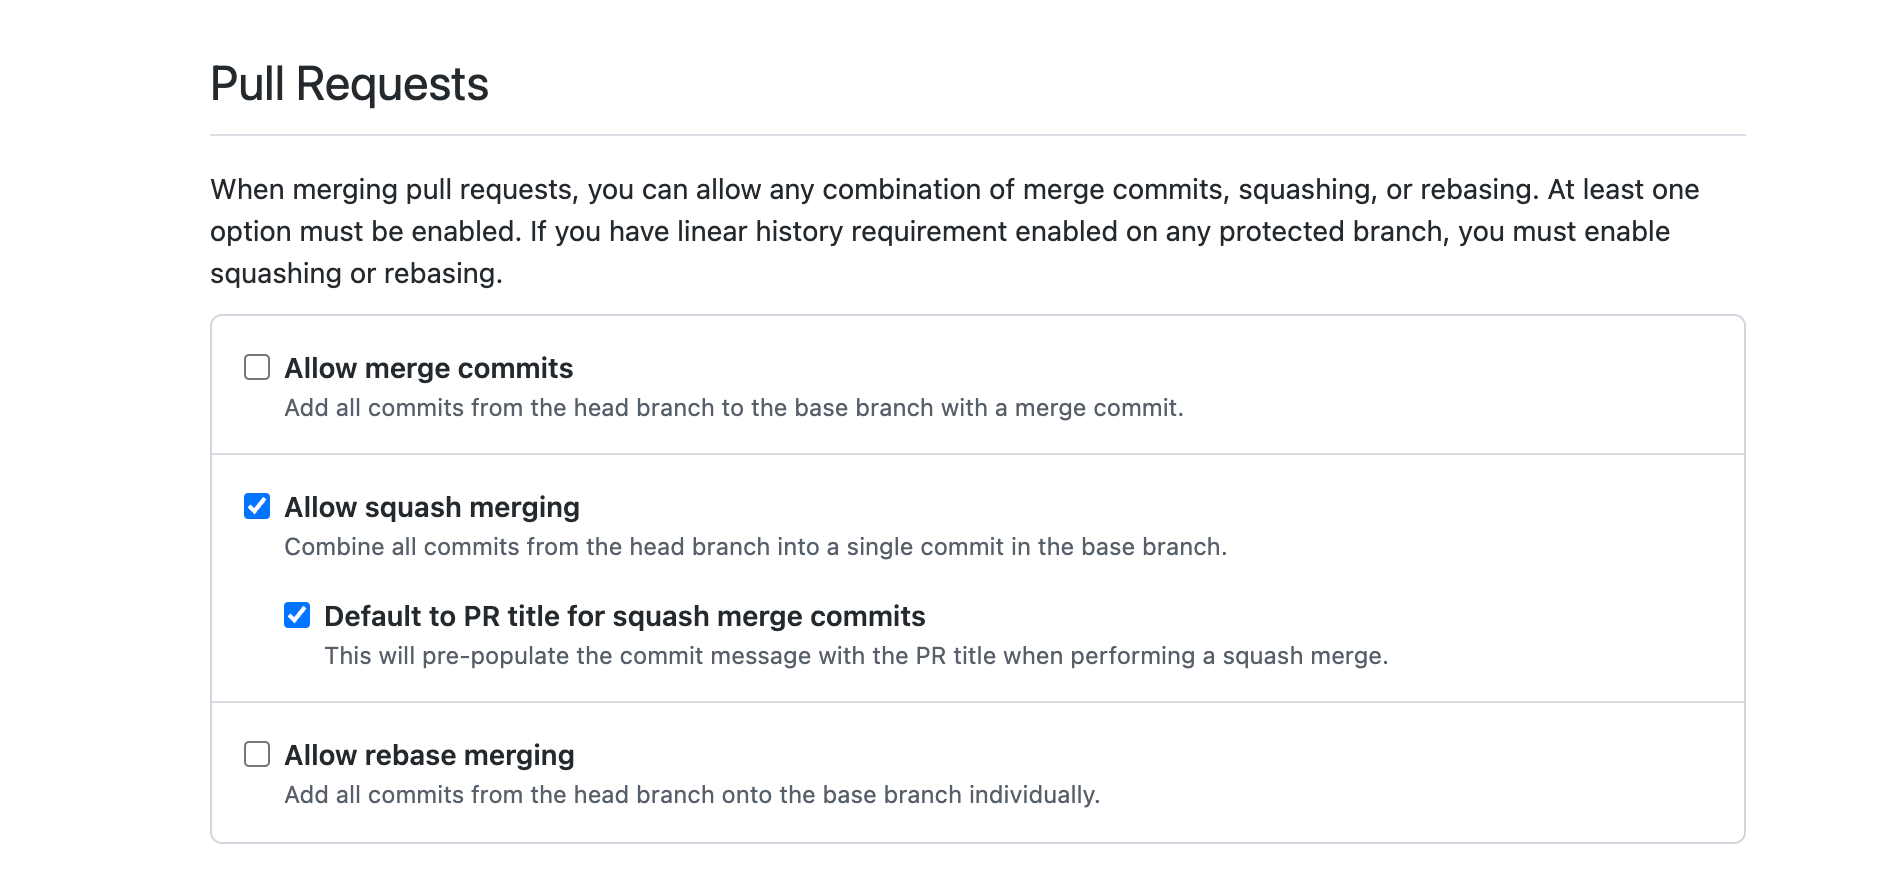 Pull Requests
When merging pull requests, you can allow any combination of merge commits, squashing, or rebasing. At least one
option must be enabled. If you have linear history requirement enabled on any protected branch, you must enable
squashing or rebasing.
Allow merge commits
Add all commits from the head branch to the base branch with a merge commit.
Allow squash merging
Combine all commits from the head branch into a single commit in the base branch.
Default to PR title for squash merge commits
This will pre-populate the commit message with the PR title when performing a squash merge.
Allow rebase merging
Add all commits from the head branch onto the base branch individually.